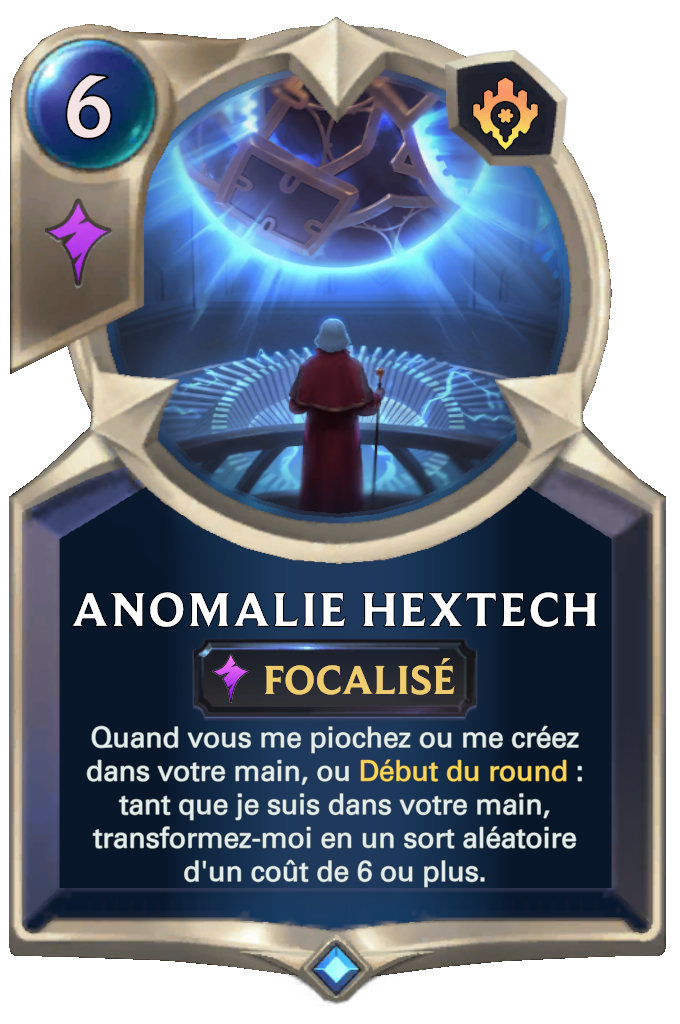 6
ANOMALIE HEXTECH
FOCALISÉ
Quand vous me piochez ou me créez
dans votre main, ou Début du round :
tant que je suis dans votre main,
transformez-moi en un sort aléatoire
d'un coût de 6 ou plus.